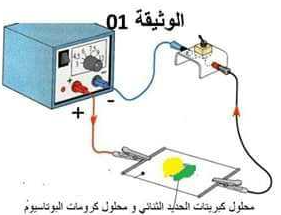 الوثيقة 01
+
-
محلول كبريتات الحديد الثنائي و محلول كرومات البوتاسيوم